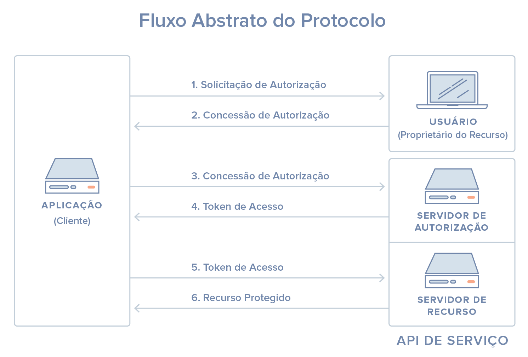 Fluxo Abstrato do Protocolo
1. Solicitação de Autorização
2. Concessão de Autorização
USUÁRIO
(Proprietário do Recurso)
3. Concessão de Autorização
APLICAÇÃO
(Cliente)
4. Token de Acesso
SERVIDOR DE
AUTORIZAÇÃO
5. Token de Acesso
6. Recurso Protegido
SERVIDOR DE
RECURSO
API DE SERVIÇO